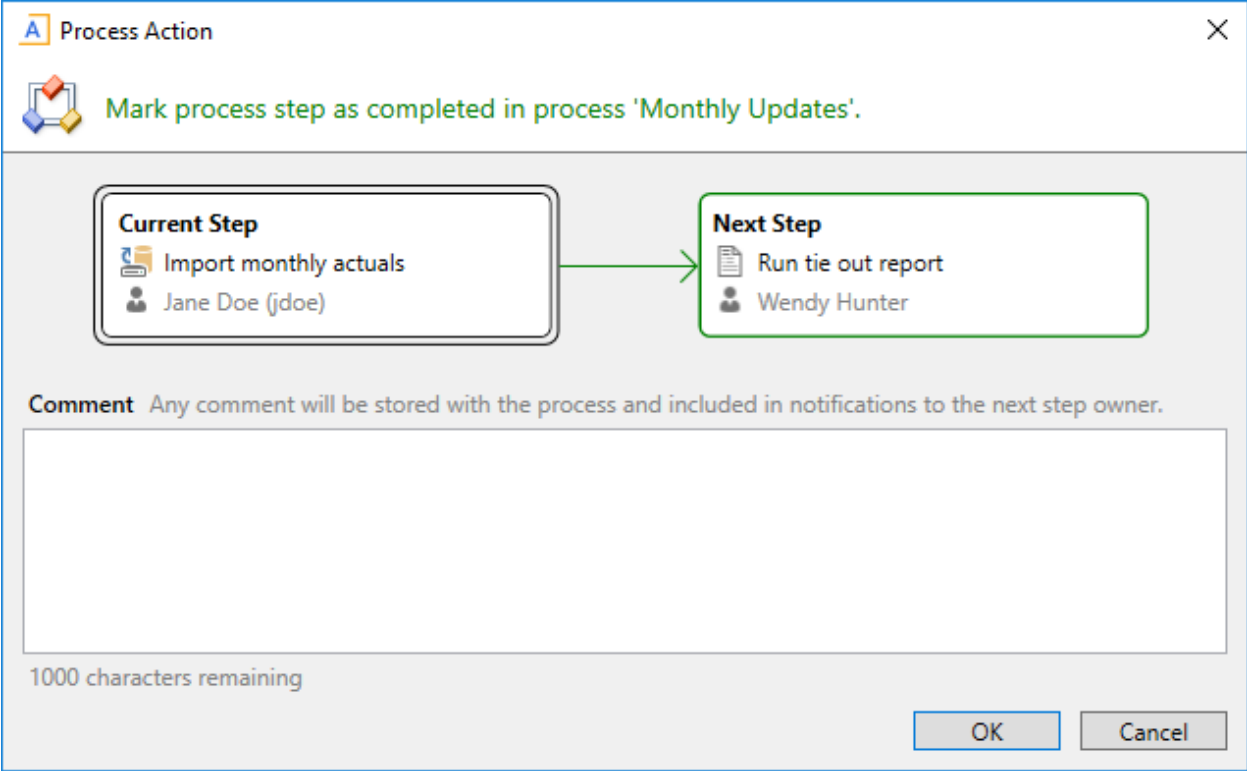 A Process Action
Mark process step as completed in process 'Monthly Updates'.
Current Step
Import monthly actuals
Jane Doe (jdoe)
Next Step
Run tie out report
Wendy Hunter
Comment Any comment will be stored with the process and included in notifications to the next step owner.
1000 characters remaining
OK Cancel